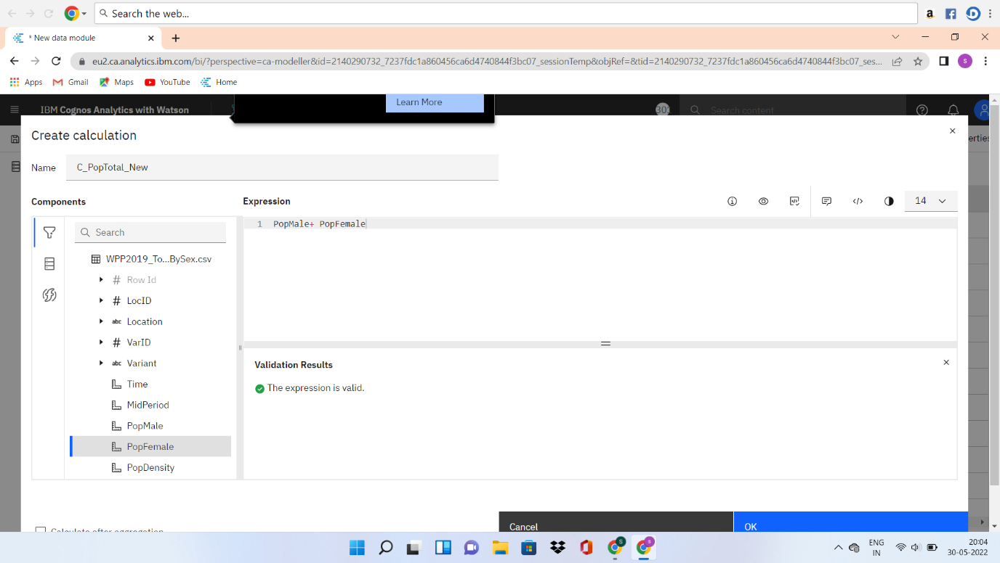 Search the web...
* New data module
eu2.ca.analytics.ibm.com/bi/?perspective=ca-modeller&id=2140290732_7237fdc1a860456ca6d4740844f3bc07_sessionTemp&objRef=&tid=2140290732_7237fdc1a860456ca6d4740844f3bc07_ses...
S
Apps Gmail Maps YouTube Home
Learn More
IBM Cognos Analytics with Watson
Search content
Create calculation
erties
Name C_PopTotal_New
Components Expression
14
1 PopMale+ PopFemale
Search
WPP2019_To...BySex.csv
# Row Id
# LocID
abc Location
# VarID
abc Variant
Time
MidPeriod
PopMale
PopFemale
PopDensity
Validation Results
The expression is valid.
Calculate after aggregation
Cancel OK
ENG
IN
20:04
30-05-2022